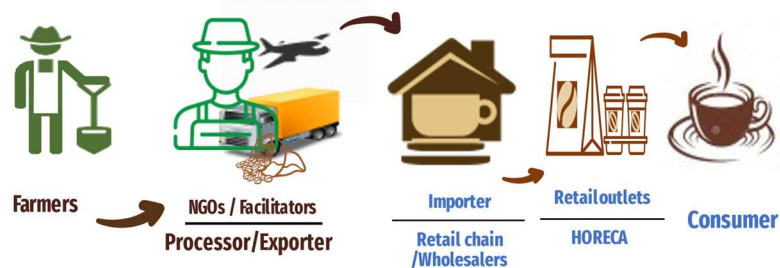 Farmers
NGOs / Facilitators
Processor/Exporter
Importer
Retail chain
/Wholesalers
Retailoutlets
HORECA
Consumer